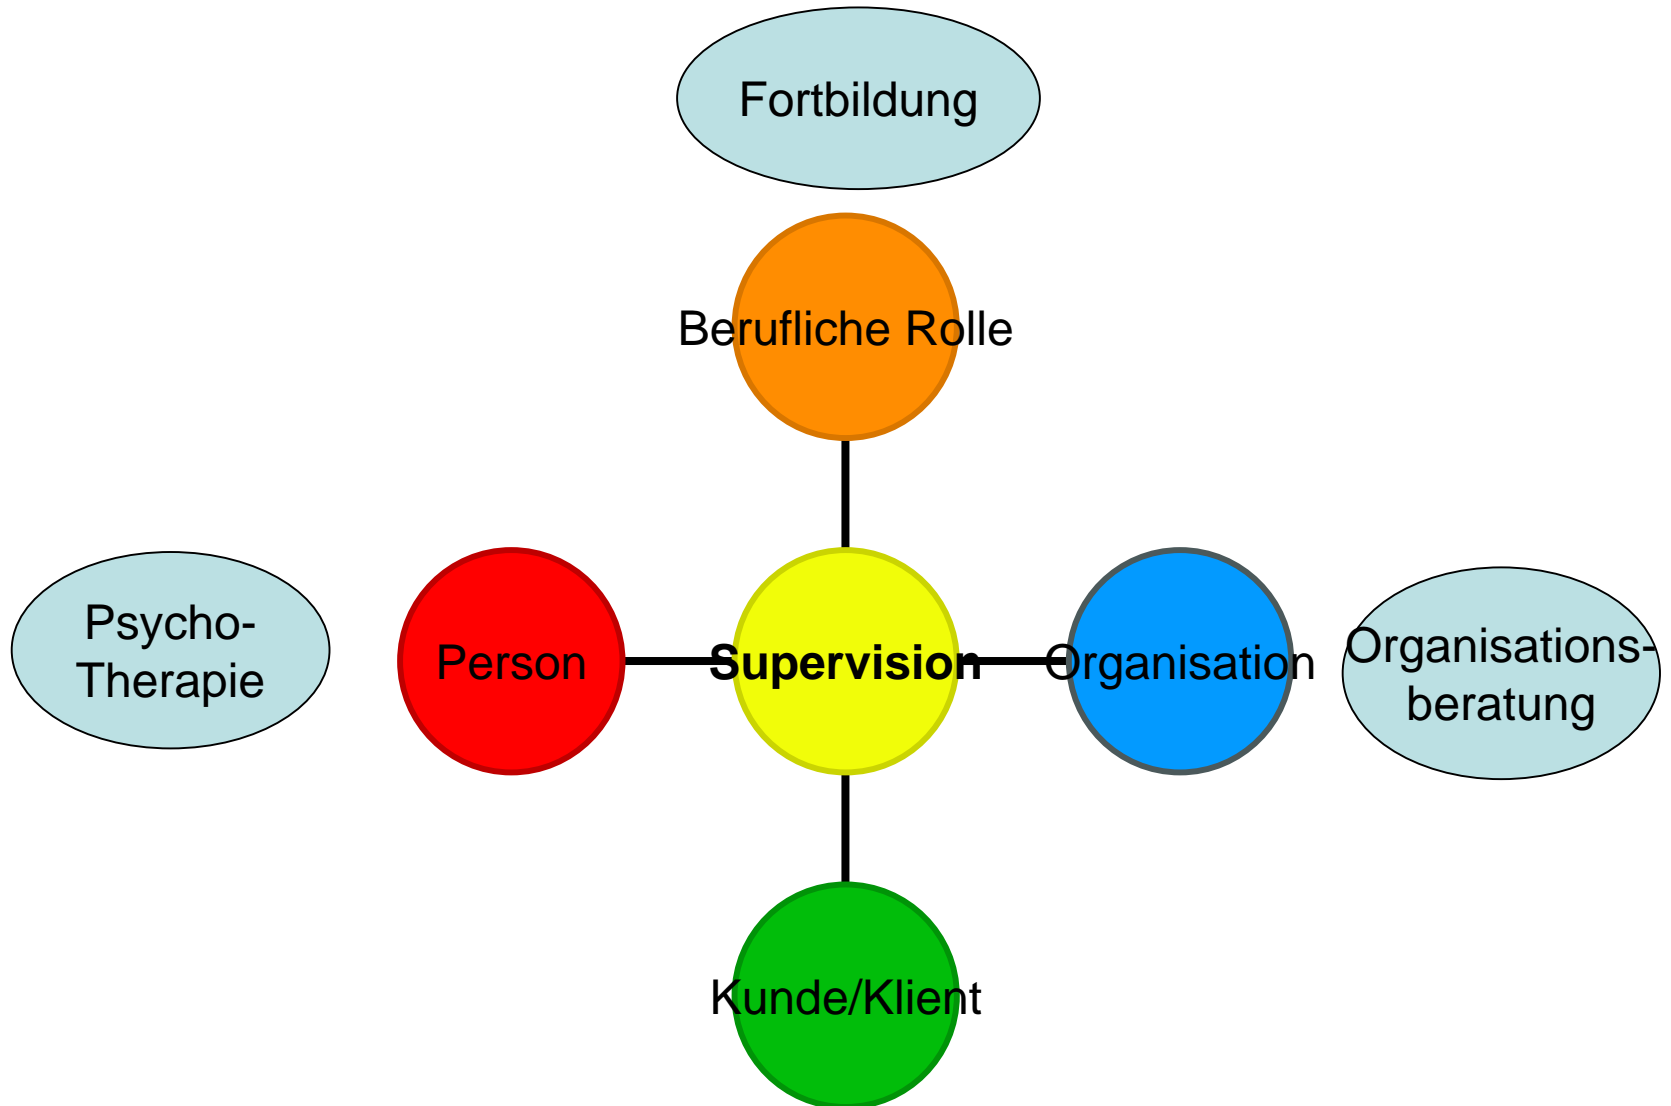 Fortbildung
Berufliche Rolle
Psycho-
Therapie
Person
Supervision
Organisation
Organisations-
beratung
Kunde/Klient